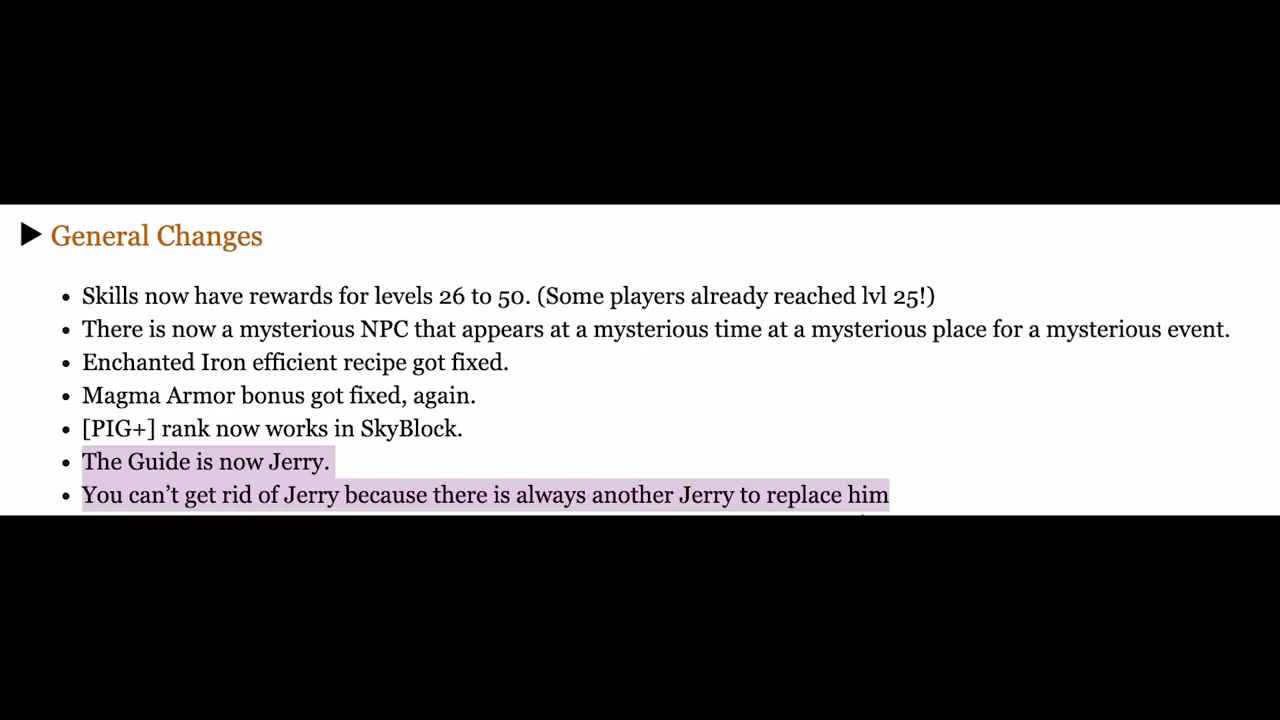 ▶ General Changes
• Skills now have rewards for levels 26 to 50. (Some players already reached lvl 25!)
• There is now a mysterious NPC that appears at a mysterious time at a mysterious place for a mysterious event.
• Enchanted Iron efficient recipe got fixed.
• Magma Armor bonus got fixed, again.
• [PIG+] rank now works in SkyBlock.
• The Guide is now Jerry.
• You can’t get rid of Jerry because there is always another Jerry to replace him